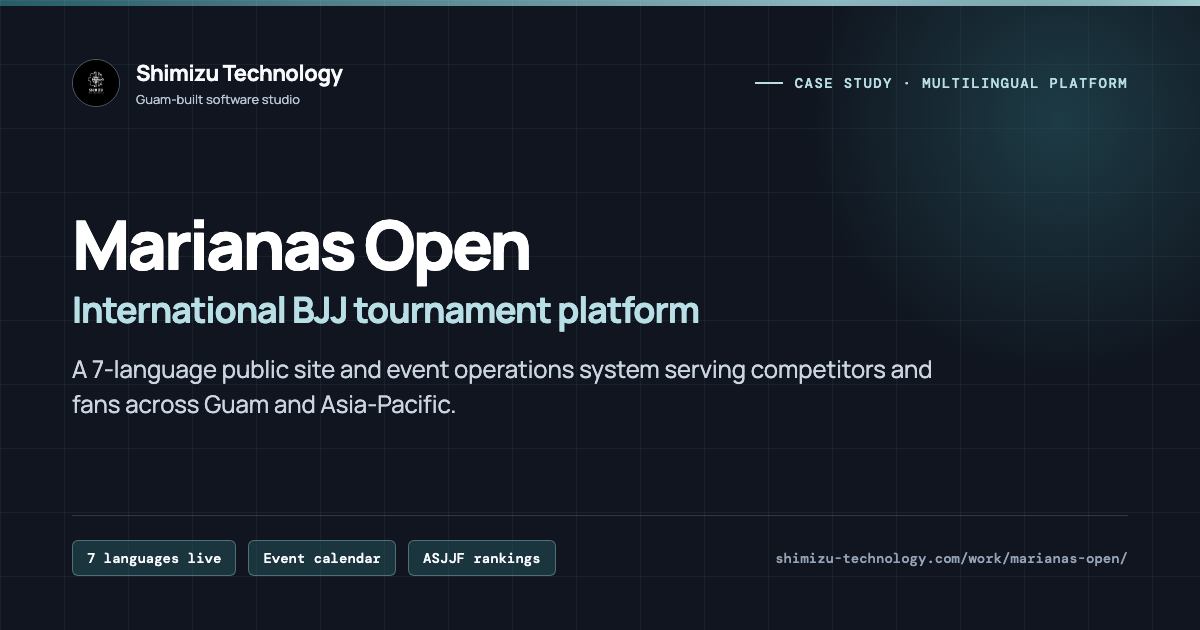 Shimizu Technology
Guam-built software studio
CASE STUDY · MULTILINGUAL PLATFORM
Marianas Open
International BJJ tournament platform
A 7-language public site and event operations system serving competitors and
fans across Guam and Asia-Pacific.
7 languages live
Event calendar
ASJJF rankings
shimizu-technology.com/work/marianas-open/